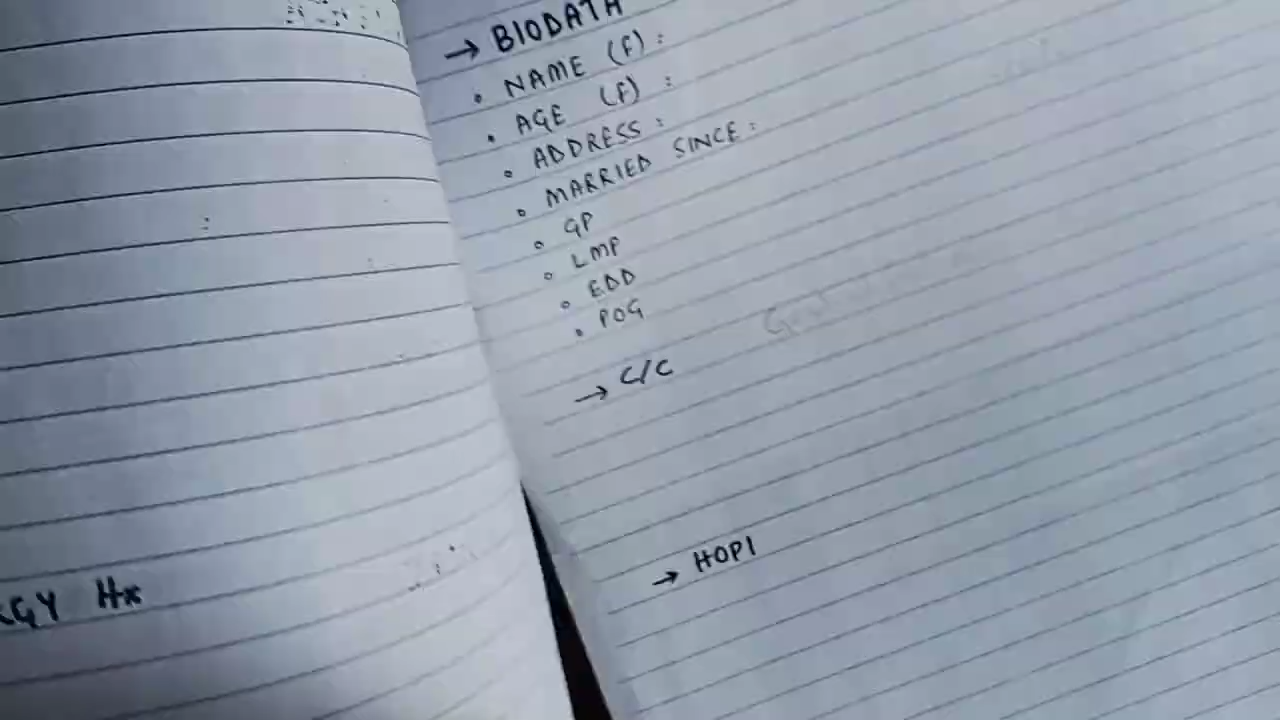 → BIODATA
• NAME (F) :
• AGE (F) :
• ADDRESS :
• MARRIED SINCE :
• GP
• LMP
• EDD
• POG
→ C/C
→ HOPI
GY Hx